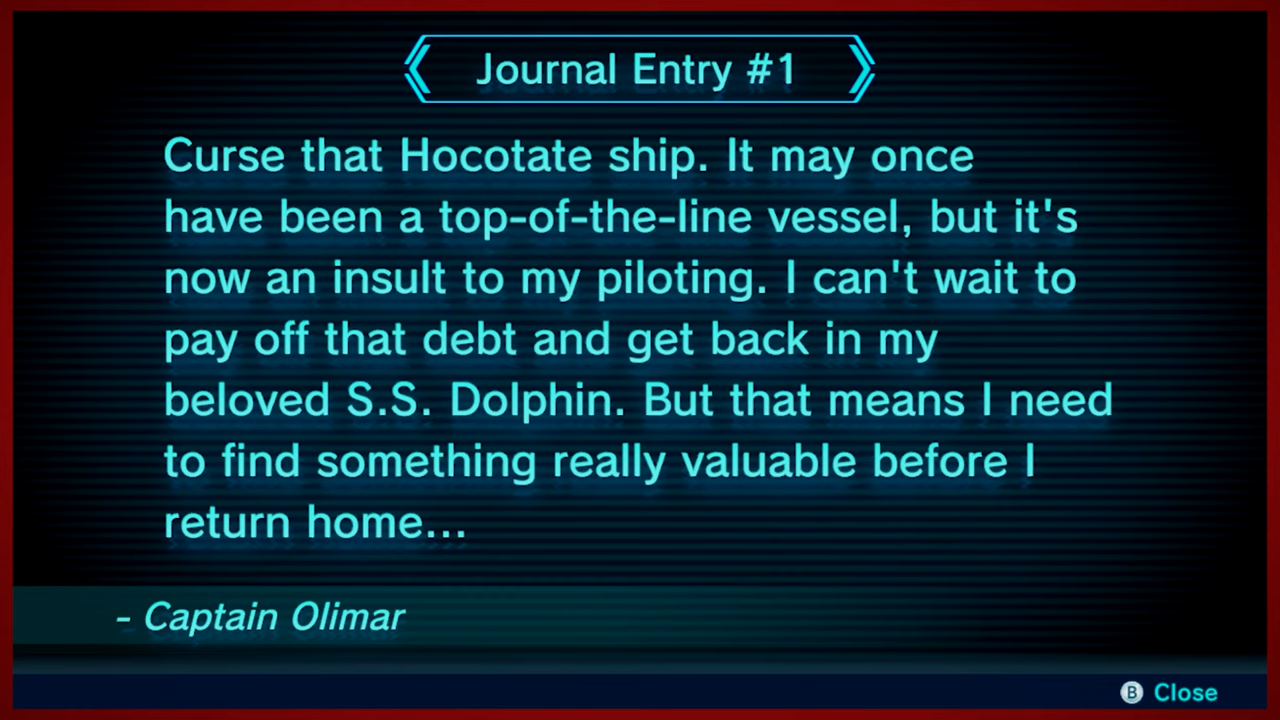 Journal Entry #1
Curse that Hocotate ship. It may once
have been a top-of-the-line vessel, but it's
now an insult to my piloting. I can't wait to
pay off that debt and get back in my
beloved S.S. Dolphin. But that means I need
to find something really valuable before I
return home...
- Captain Olimar
B Close